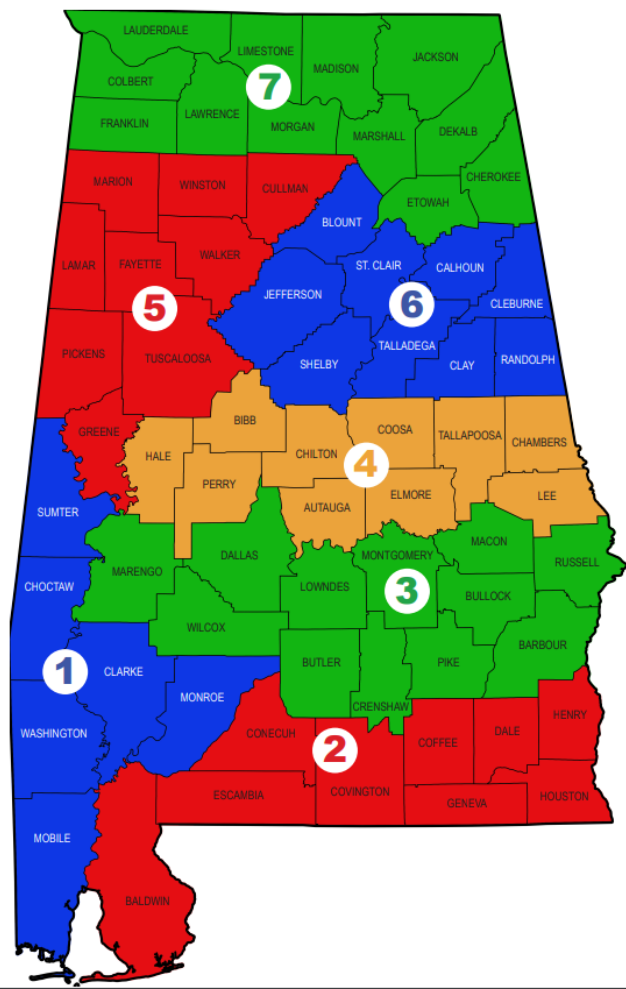 LAUDERDALE
LIMESTONE
MADISON
JACKSON
COLBERT
7
LAWRENCE
FRANKLIN
MORGAN
MARSHALL
DEKALB
CHEROKEE
ETOWAH
MARION
WINSTON
CULLMAN
BLOUNT
LAMAR
FAYETTE
WALKER
ST. CLAIR
CALHOUN
JEFFERSON
6
CLEBURNE
5
PICKENS
TUSCALOOSA
SHELBY
TALLADEGA
CLAY
RANDOLPH
GREENE
BIBB
COOSA
TALLAPOOSA
CHAMBERS
HALE
CHILTON
4
PERRY
AUTAUGA
ELMORE
LEE
SUMTER
DALLAS
MONTGOMERY
MACON
RUSSELL
MARENGO
CHOCTAW
LOWNDES
3
BULLOCK
WILCOX
BARBOUR
1
CLARKE
BUTLER
PIKE
MONROE
CRENSHAW
WASHINGTON
CONECUH
2
COFFEE
DALE
HENRY
ESCAMBIA
COVINGTON
GENEVA
HOUSTON
MOBILE
BALDWIN